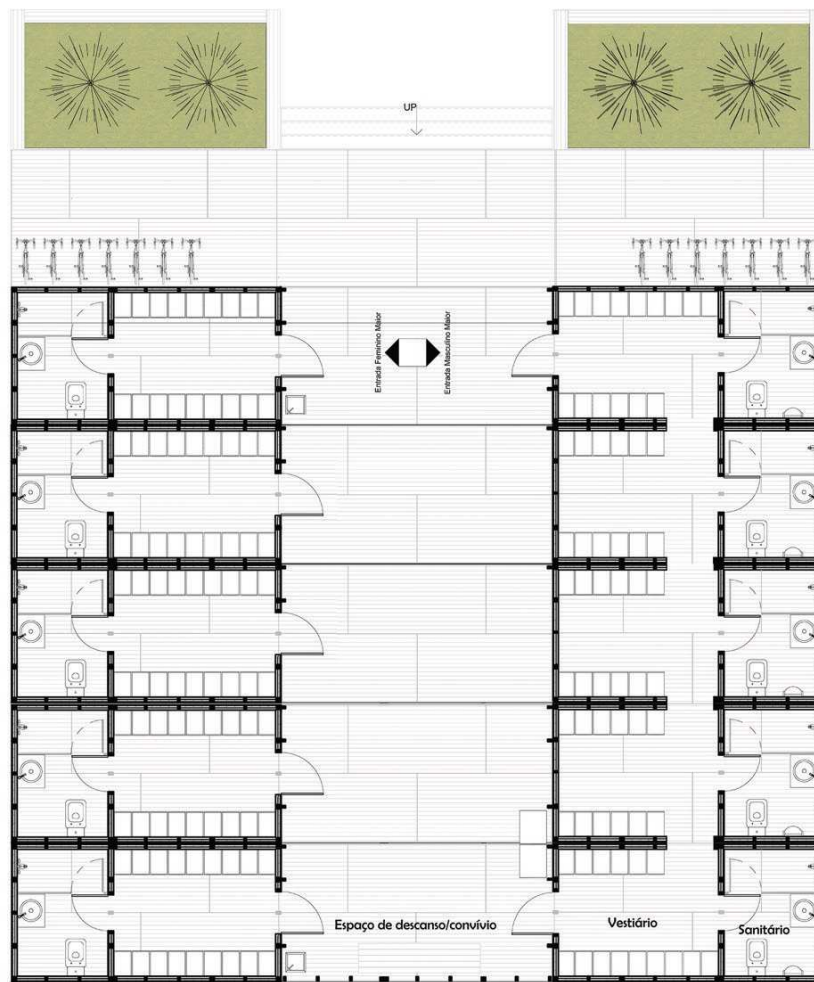 UP
Entrada Feminino Maior
Entrada Masculino Maior
Espaço de descanso/convívio
Vestiário
Sanitário